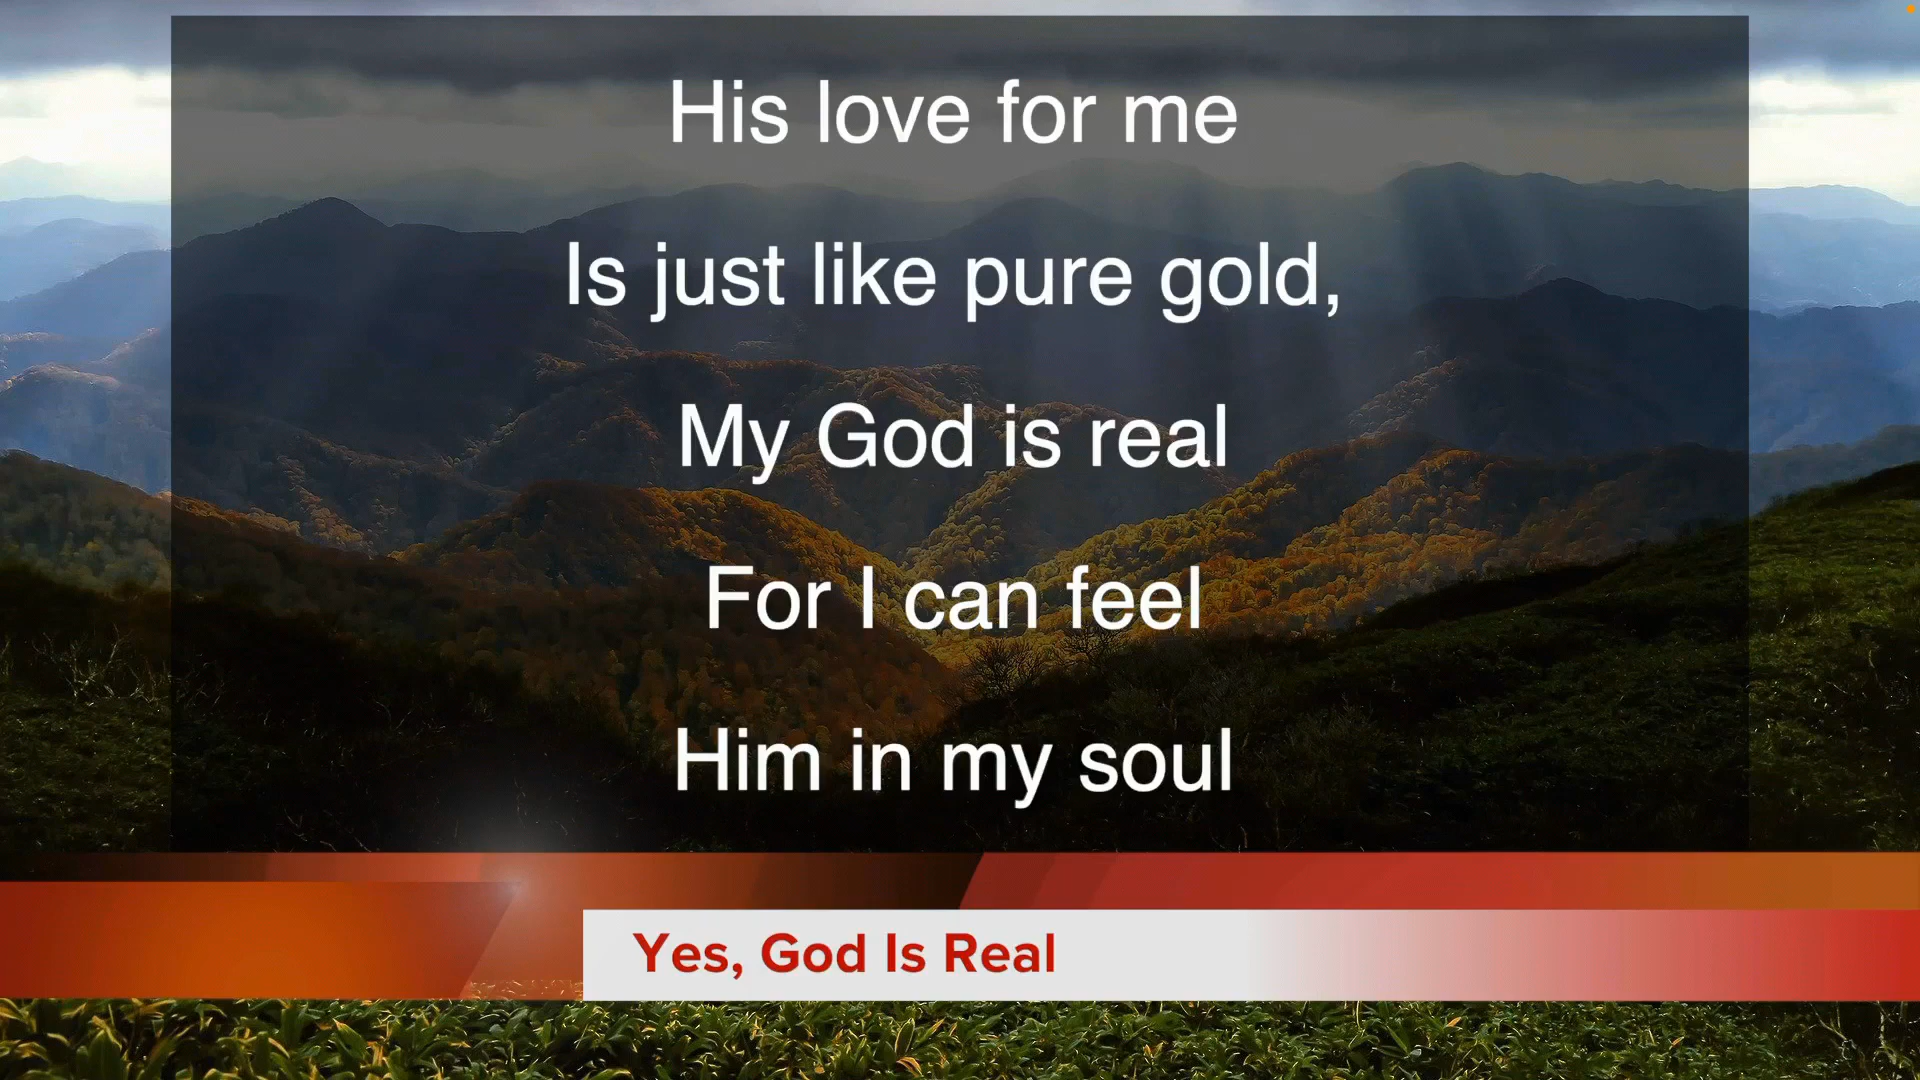 His love for me
Is just like pure gold,
My God is real
For I can feel
Him in my soul
Yes, God Is Real